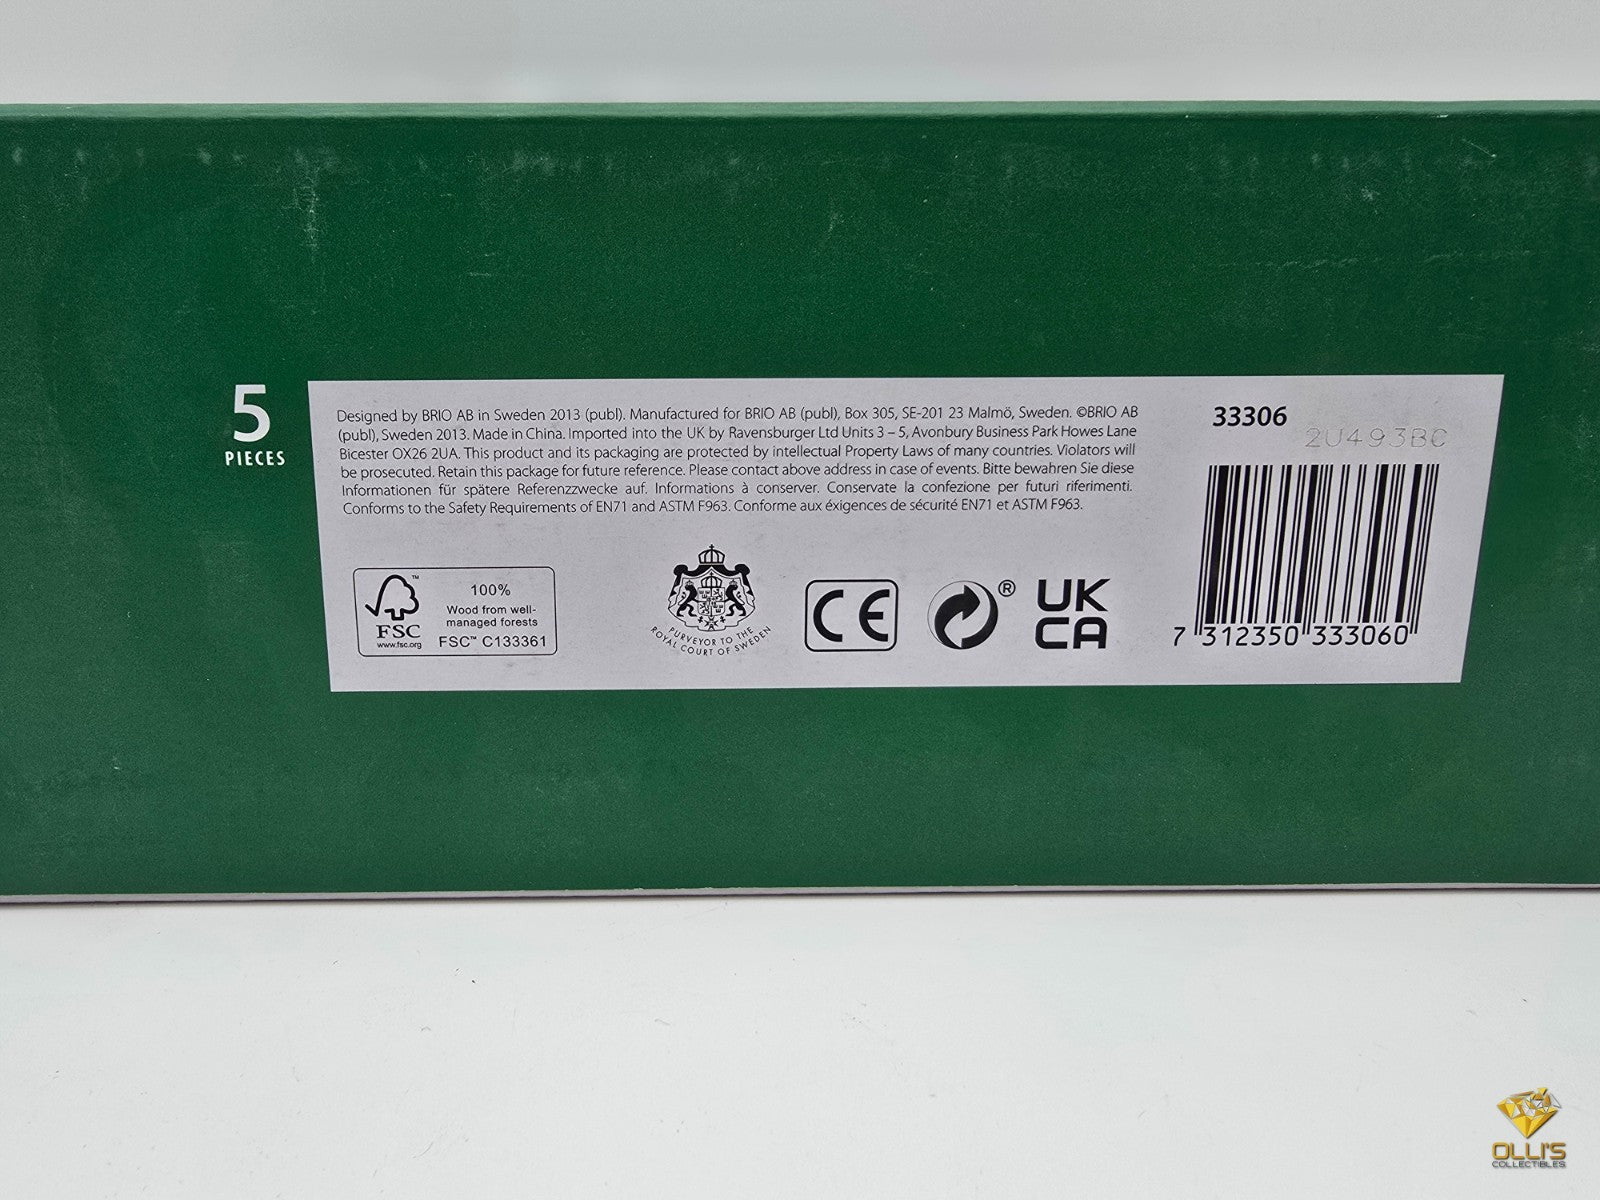 5
PIECES
Designed by BRIO AB in Sweden 2013 (publ). Manufactured for BRIO AB (publ), Box 305, SE-201 23 Malmö, Sweden. ©BRIO AB
(publ), Sweden 2013. Made in China. Imported into the UK by Ravensburger Ltd Units 3 – 5, Avonbury Business Park Howes Lane
Bicester OX26 2UA. This product and its packaging are protected by intellectual Property Laws of many countries. Violators will
be prosecuted. Retain this package for future reference. Please contact above address in case of events. Bitte bewahren Sie diese
Informationen für spätere Referenzzwecke auf. Informations à conserver. Conservate la confezione per futuri riferimenti.
Conforms to the Safety Requirements of EN71 and ASTM F963. Conforme aux éxigences de sécurité EN71 et ASTM F963.
33306
2U493BC
7 312350 333060
™
FSC
www.fsc.org
100%
Wood from well-
managed forests
FSC™ C133361
PURVEYOR TO THE
ROYAL COURT OF SWEDEN
CE
®
UK
CA
OLLI'S
COLLECTIBLES